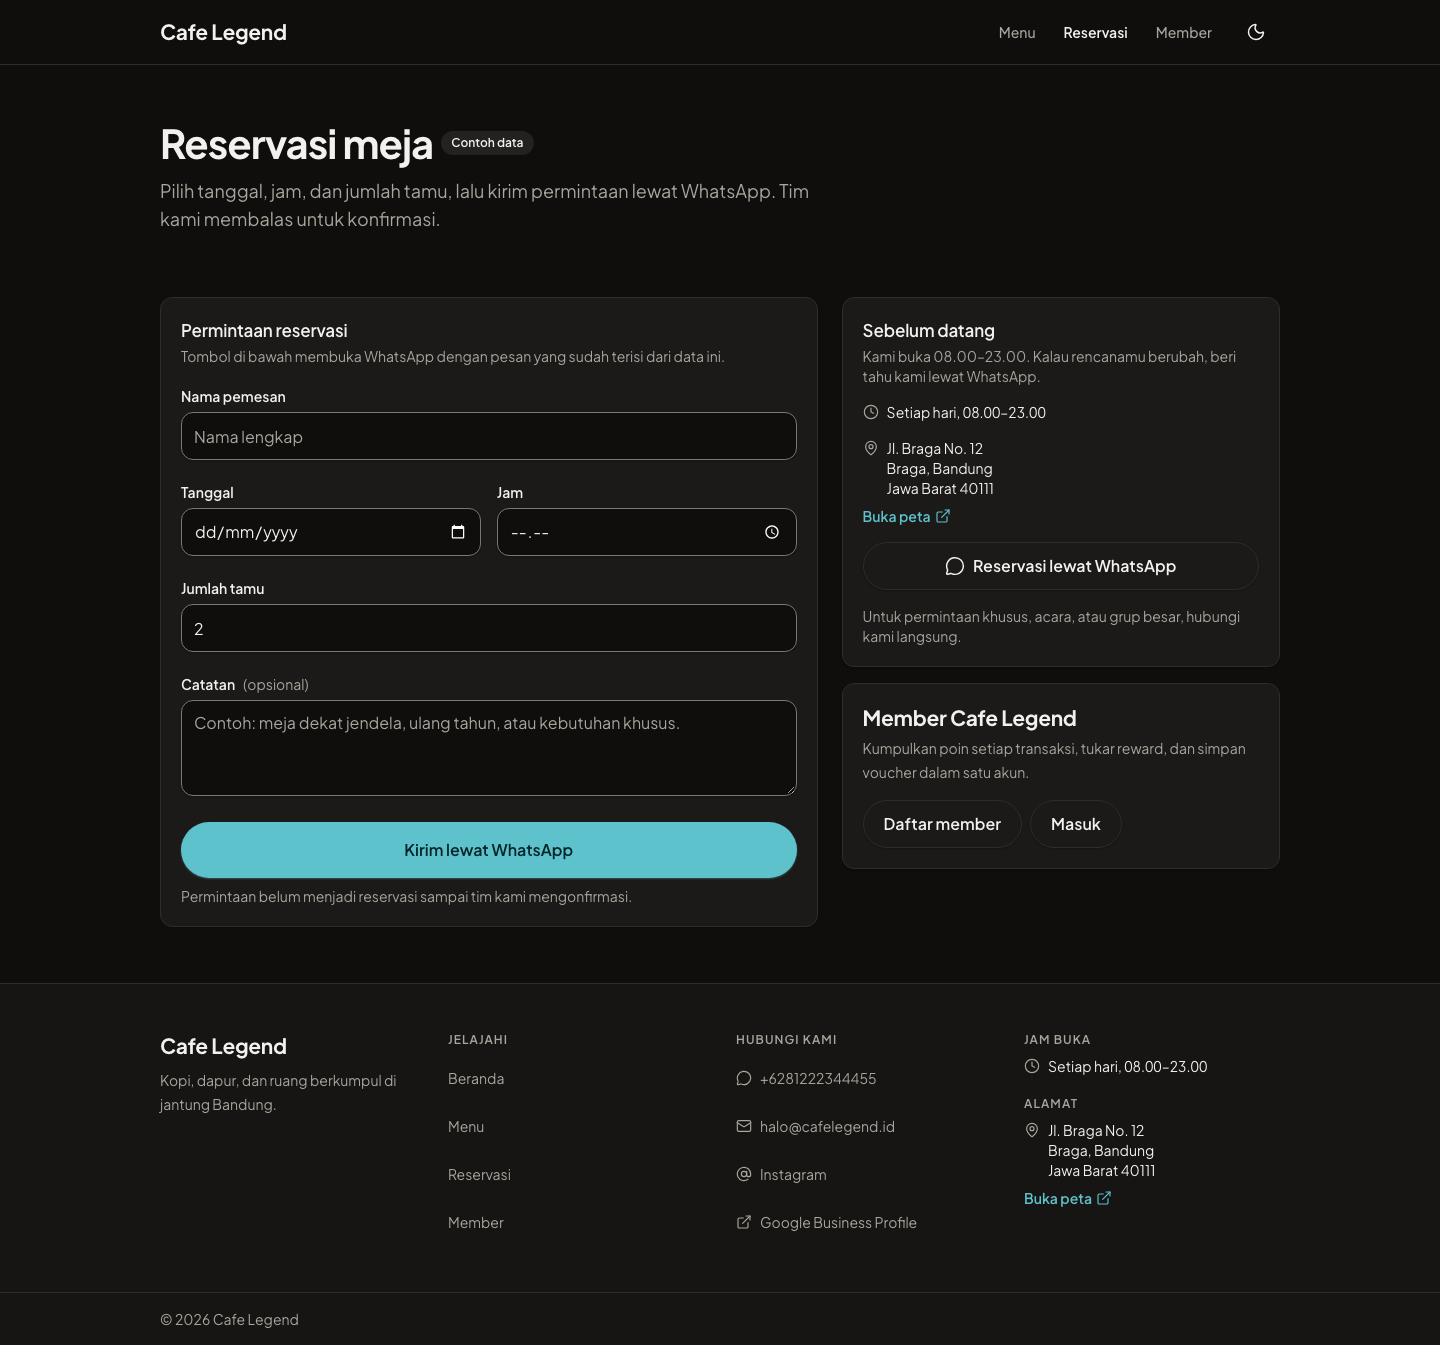 Cafe Legend
Menu
Reservasi
Member
Reservasi meja
Contoh data
Pilih tanggal, jam, dan jumlah tamu, lalu kirim permintaan lewat WhatsApp. Tim
kami membalas untuk konfirmasi.
Permintaan reservasi
Tombol di bawah membuka WhatsApp dengan pesan yang sudah terisi dari data ini.
Nama pemesan
Nama lengkap
Tanggal
Jam
dd/mm/yyyy
--.--
Jumlah tamu
2
Catatan (opsional)
Contoh: meja dekat jendela, ulang tahun, atau kebutuhan khusus.
Kirim lewat WhatsApp
Permintaan belum menjadi reservasi sampai tim kami mengonfirmasi.
Sebelum datang
Kami buka 08.00–23.00. Kalau rencanamu berubah, beri
tahu kami lewat WhatsApp.
Setiap hari, 08.00–23.00
Jl. Braga No. 12
Braga, Bandung
Jawa Barat 40111
Buka peta
Reservasi lewat WhatsApp
Untuk permintaan khusus, acara, atau grup besar, hubungi
kami langsung.
Member Cafe Legend
Kumpulkan poin setiap transaksi, tukar reward, dan simpan
voucher dalam satu akun.
Daftar member
Masuk
Cafe Legend
Kopi, dapur, dan ruang berkumpul di
jantung Bandung.
JELAJAHI
Beranda
Menu
Reservasi
Member
HUBUNGI KAMI
+6281222344455
halo@cafelegend.id
Instagram
Google Business Profile
JAM BUKA
Setiap hari, 08.00–23.00
ALAMAT
Jl. Braga No. 12
Braga, Bandung
Jawa Barat 40111
Buka peta
© 2026 Cafe Legend